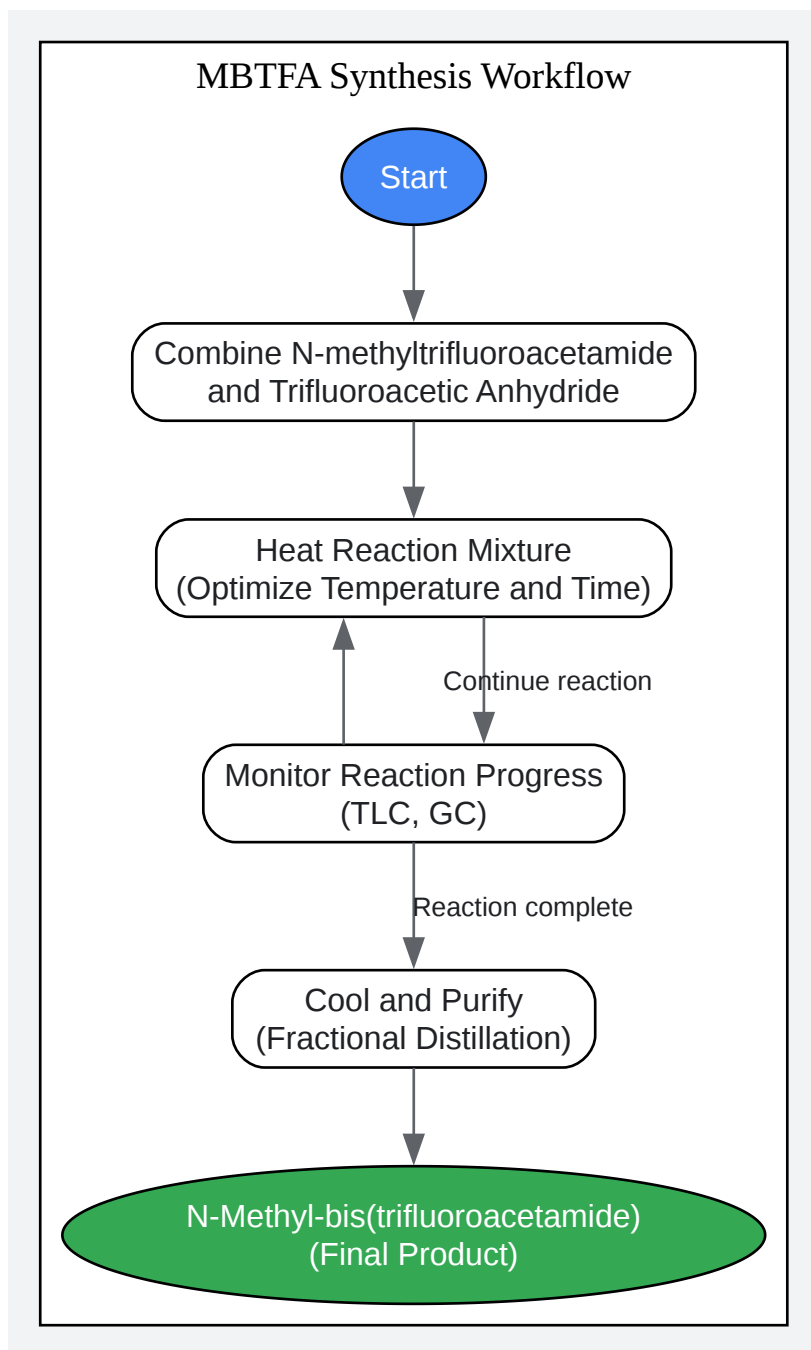 MBTFA Synthesis Workflow
Start
Combine N-methyltrifluoroacetamide
and Trifluoroacetic Anhydride
Heat Reaction Mixture
(Optimize Temperature and Time)
Continue reaction
Monitor Reaction Progress
(TLC, GC)
Reaction complete
Cool and Purify
(Fractional Distillation)
N-Methyl-bis(trifluoroacetamide)
(Final Product)